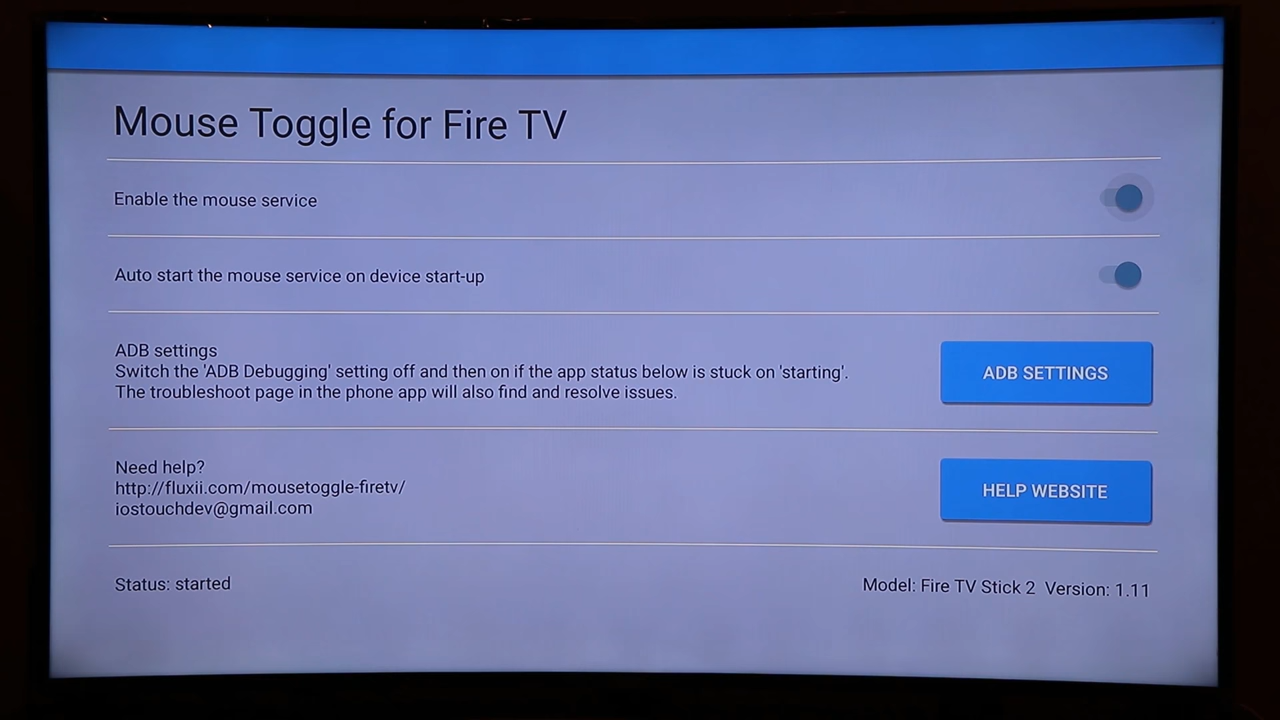 Mouse Toggle for Fire TV
Enable the mouse service
Auto start the mouse service on device start-up
ADB settings
Switch the 'ADB Debugging' setting off and then on if the app status below is stuck on 'starting'.
The troubleshoot page in the phone app will also find and resolve issues.
ADB SETTINGS
Need help?
http://fluxii.com/mousetoggle-firetv/
iostouchdev@gmail.com
HELP WEBSITE
Status: started
Model: Fire TV Stick 2 Version: 1.11